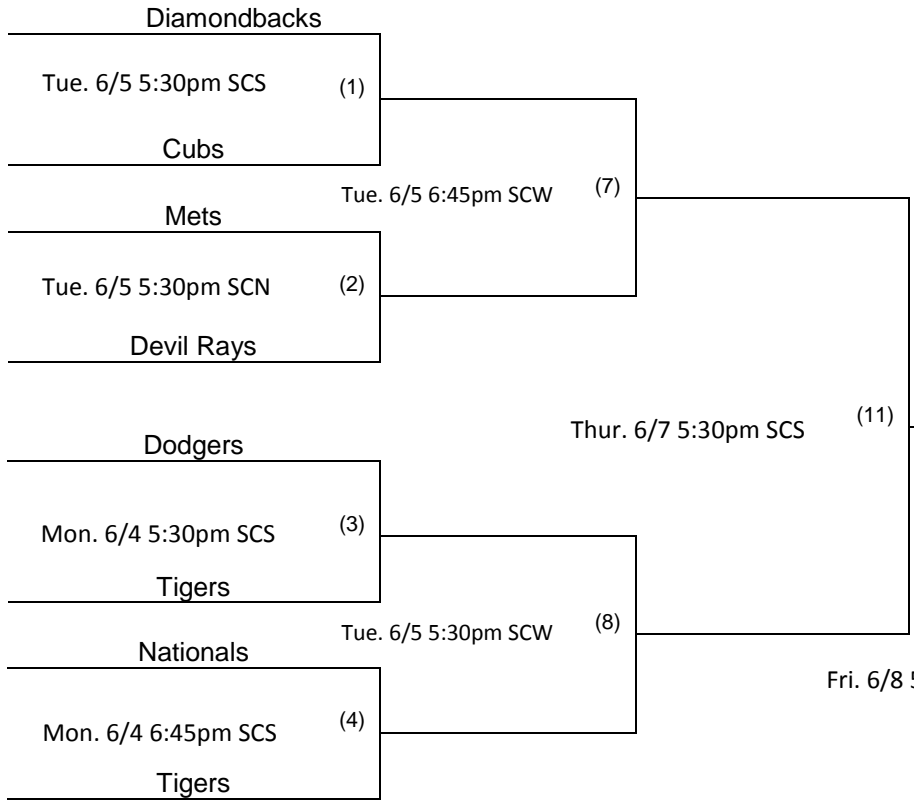 Diamondbacks
Tue. 6/5 5:30pm SCS
(1)
Cubs
Tue. 6/5 6:45pm SCW
(7)
Mets
Tue. 6/5 5:30pm SCN
(2)
Devil Rays
Thur. 6/7 5:30pm SCS
(11)
Dodgers
Mon. 6/4 5:30pm SCS
(3)
Tigers
Tue. 6/5 5:30pm SCW
(8)
Nationals
Fri. 6/8 5
Mon. 6/4 6:45pm SCS
(4)
Tigers